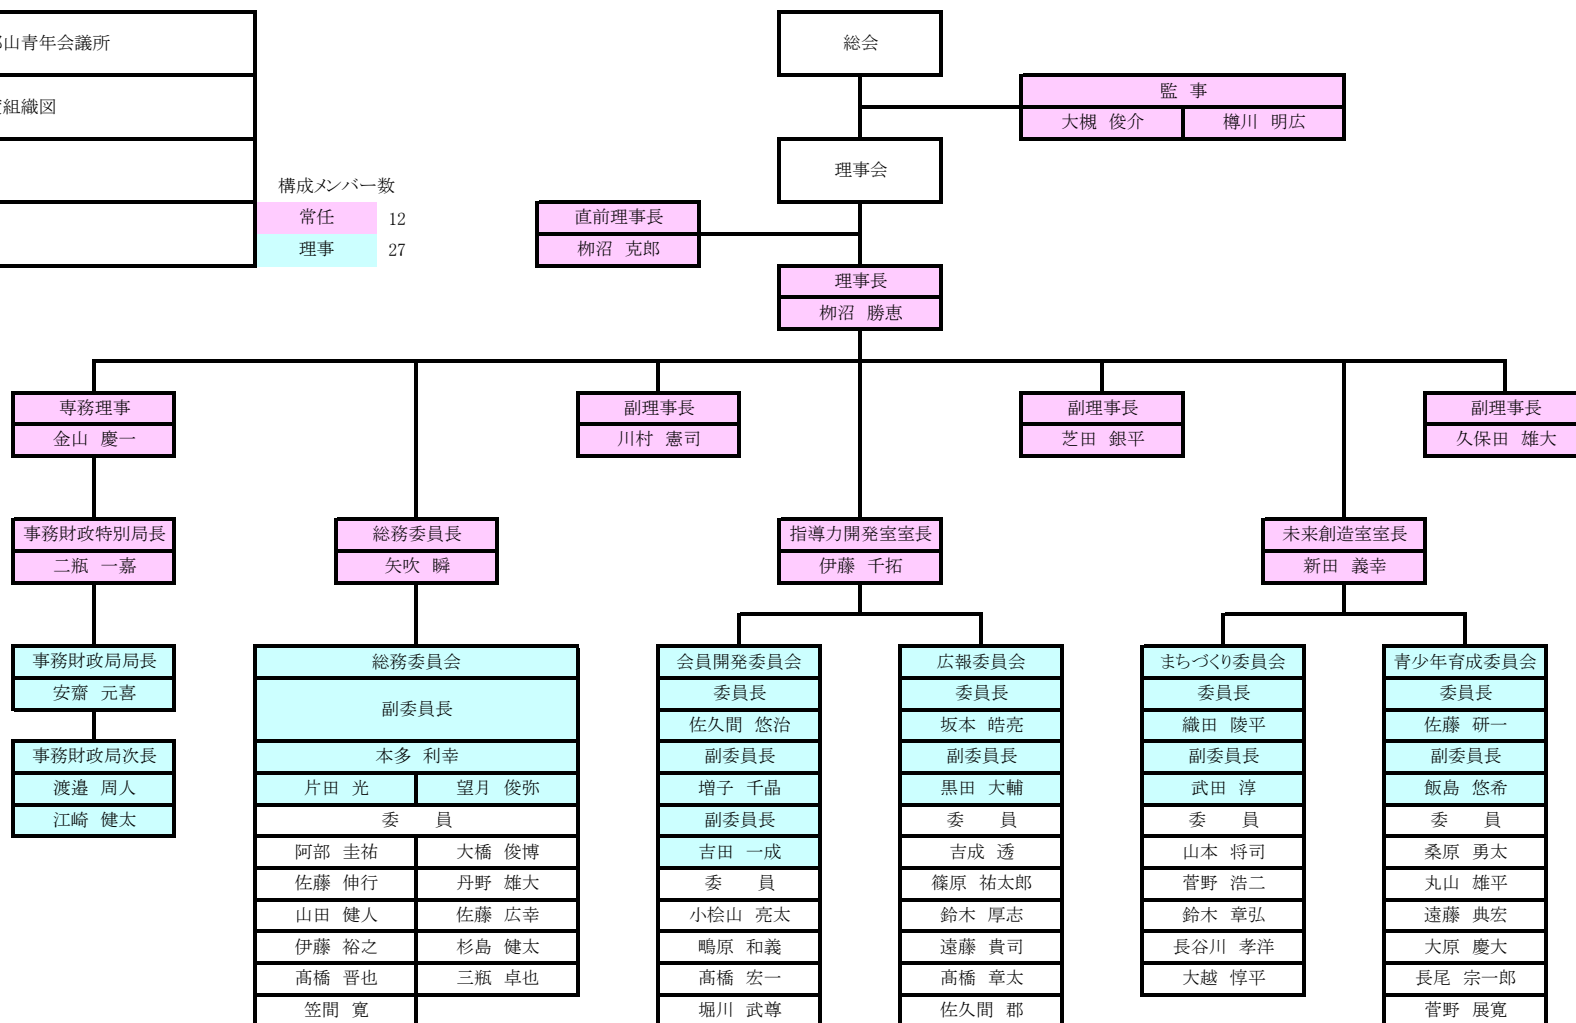 山青年会議所
総会
組織図
監 事
大槻 俊介 樽川 明広
理事会
構成メンバー数
常任 12
理事 27
直前理事長
栁沼 克郎
理事長
栁沼 勝恵
専務理事 副理事長 副理事長 副理事長
金山 慶一 川村 憲司 芝田 銀平 久保田 雄大
事務財政特別局長 総務委員長 指導力開発室室長 未来創造室室長
二瓶 一嘉 矢吹 瞬 伊藤 千拓 新田 義幸
事務財政局局長
安齋 元喜
事務財政局次長
渡邉 周人
江崎 健太
総務委員会
副委員長
本多 利幸
片田 光 望月 俊弥
委 員
阿部 圭祐 大橋 俊博
佐藤 伸行 丹野 雄大
山田 健人 佐藤 広幸
伊藤 裕之 杉島 健太
髙橋 晋也 三瓶 卓也
笠間 寛
会員開発委員会
委員長
佐久間 悠治
副委員長
増子 千晶
副委員長
吉田 一成
委 員
小桧山 亮太
鴫原 和義
髙橋 宏一
堀川 武尊
広報委員会
委員長
坂本 皓亮
副委員長
黒田 大輔
委 員
吉成 透
篠原 祐太郎
鈴木 厚志
遠藤 貴司
髙橋 章太
佐久間 郡
まちづくり委員会
委員長
織田 陵平
副委員長
武田 淳
委 員
山本 将司
菅野 浩二
鈴木 章弘
長谷川 孝洋
大越 惇平
青少年育成委員会
委員長
佐藤 研一
副委員長
飯島 悠希
委 員
桑原 勇太
丸山 雄平
遠藤 典宏
大原 慶大
長尾 宗一郎
菅野 展寛